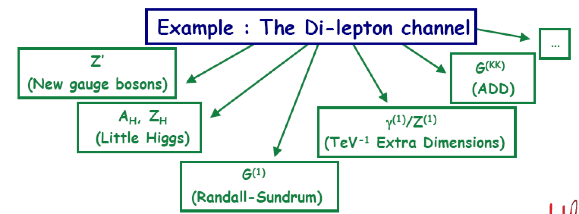 Example : The Di-lepton channel
...
Z'
(New gauge bosons)
G(KK)
(ADD)
AH, ZH
(Little Higgs)
γ(1)/Z(1)
(TeV-1 Extra Dimensions)
G(1)
(Randall-Sundrum)